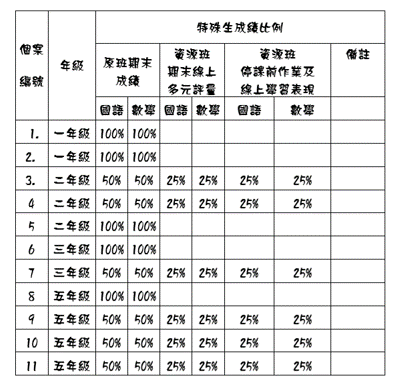 特殊生成績比例
個案編號 年級 原班期末成績 資源班期末線上多元評量 資源班停課前作業及線上學習表現 備註
國語 數學 國語 數學 國語 數學
1. 一年級 100% 100%
2. 一年級 100% 100%
3. 二年級 50% 50% 25% 25% 25% 25%
4 二年級 50% 50% 25% 25% 25% 25%
5 二年級 100% 100%
6 三年級 100% 100%
7 三年級 50% 50% 25% 25% 25% 25%
8 五年級 100% 100%
9 五年級 50% 50% 25% 25% 25% 25%
10 五年級 50% 50% 25% 25% 25% 25%
11 五年級 50% 50% 25% 25% 25% 25%